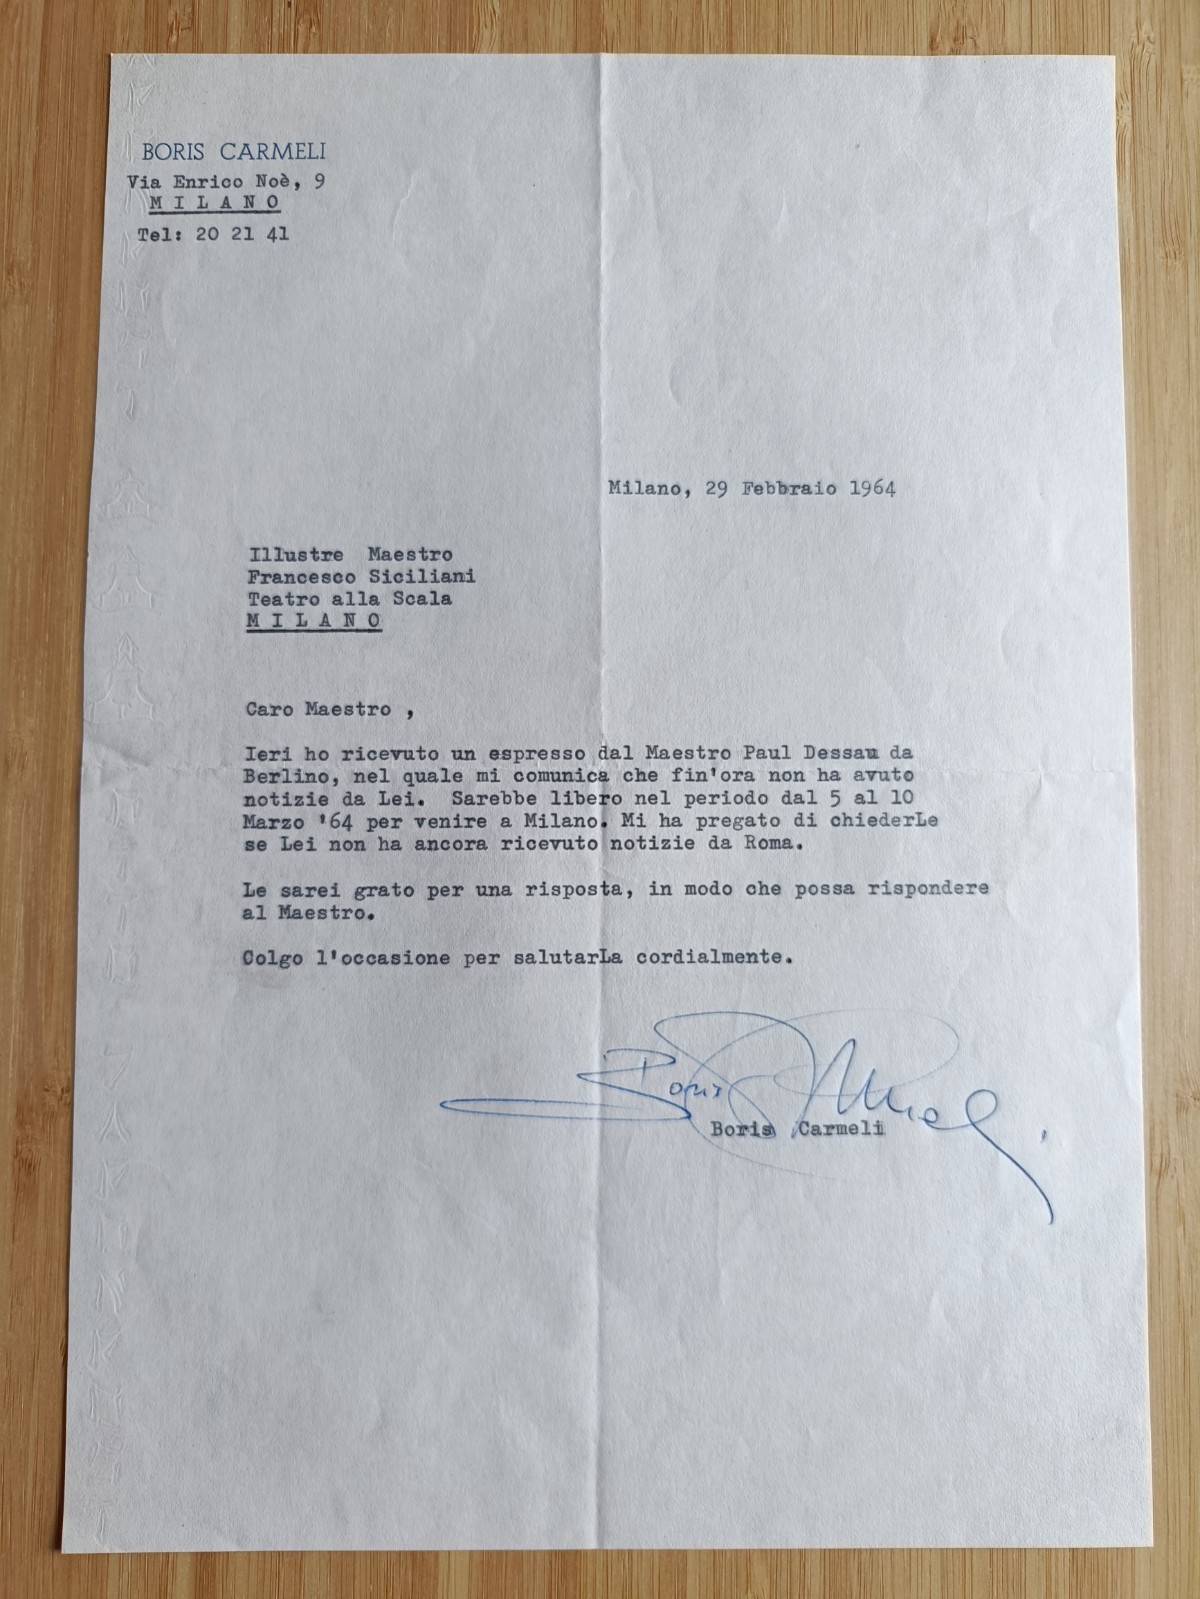 BORIS CARMELI
Via Enrico Noè, 9
M I L A N O
Tel: 20 21 41
Milano, 29 Febbraio 1964
Illustre Maestro
Francesco Siciliani
Teatro alla Scala
M I L A N O
Caro Maestro ,
Ieri ho ricevuto un espresso dal Maestro Paul Dessau da
Berlino, nel quale mi comunica che fin'ora non ha avuto
notizie da Lei. Sarebbe libero nel periodo dal 5 al 10
Marzo '64 per venire a Milano. Mi ha pregato di chiederLe
se Lei non ha ancora ricevuto notizie da Roma.
Le sarei grato per una risposta, in modo che possa rispondere
al Maestro.
Colgo l'occasione per salutarLa cordialmente.
Boris Carmeli
Boris Carmeli